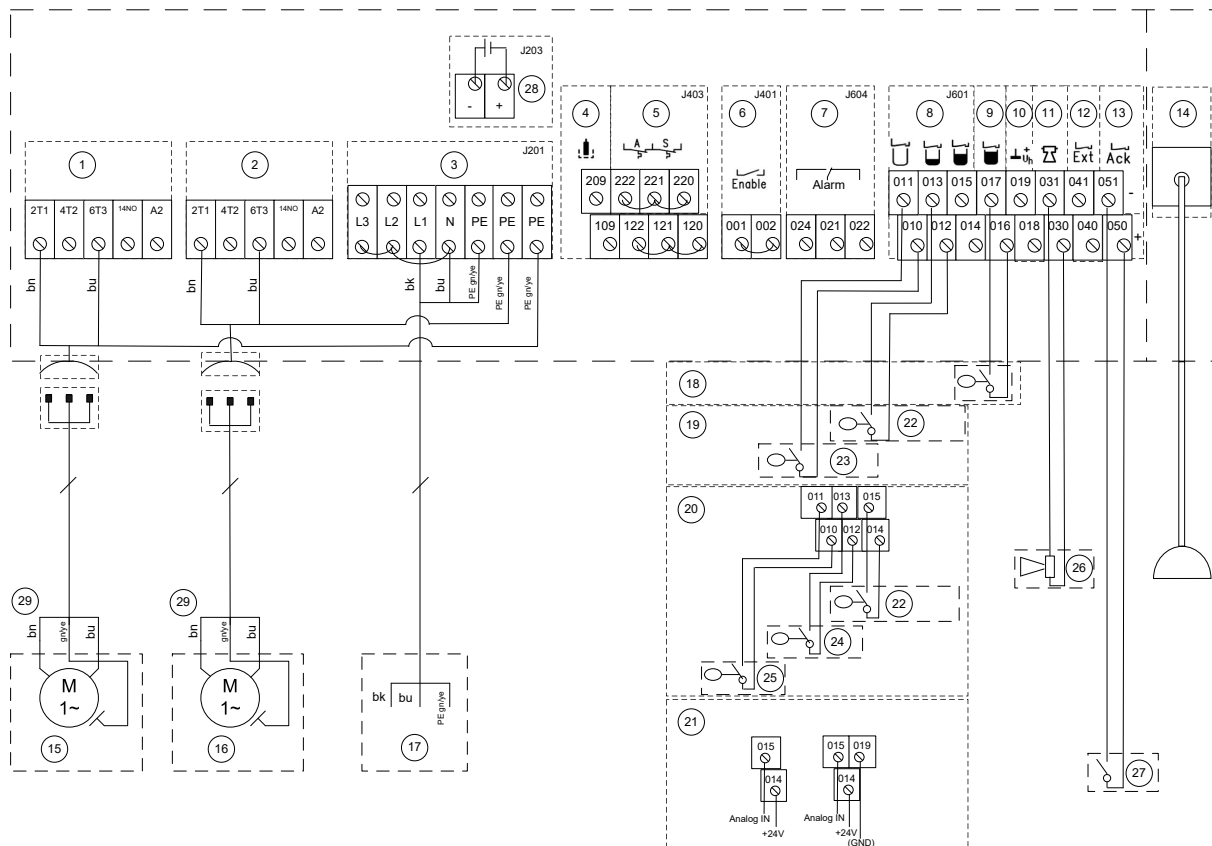 J203
- +
28
J403
J401
J604
J601
4
5
6
7
8
9
10
11
12
13
14
A S
Enable
Alarm
+
Uh
Ext
Ack
1
2
3
J201
2T1 4T2 6T3 14NO A2
2T1 4T2 6T3 14NO A2
L3 L2 L1 N PE PE PE
209 222 221 220
109 122 121 120
001 002
024 021 022
011 013 015 017 019 031 041 051 -
010 012 014 016 018 030 040 050 +
bn
bu
bn
bu
bk
bu
PE gn/ye
PE gn/ye
PE gn/ye
18
19
22
23
20
011 013 015
010 012 014
22
24
25
26
27
29
29
bn
gn/ye
bu
bn
gn/ye
bu
M
1~
M
1~
15
16
bk
bu
PE gn/ye
17
21
015
014
Analog IN
+24V
015 019
014
Analog IN
+24V
(GND)